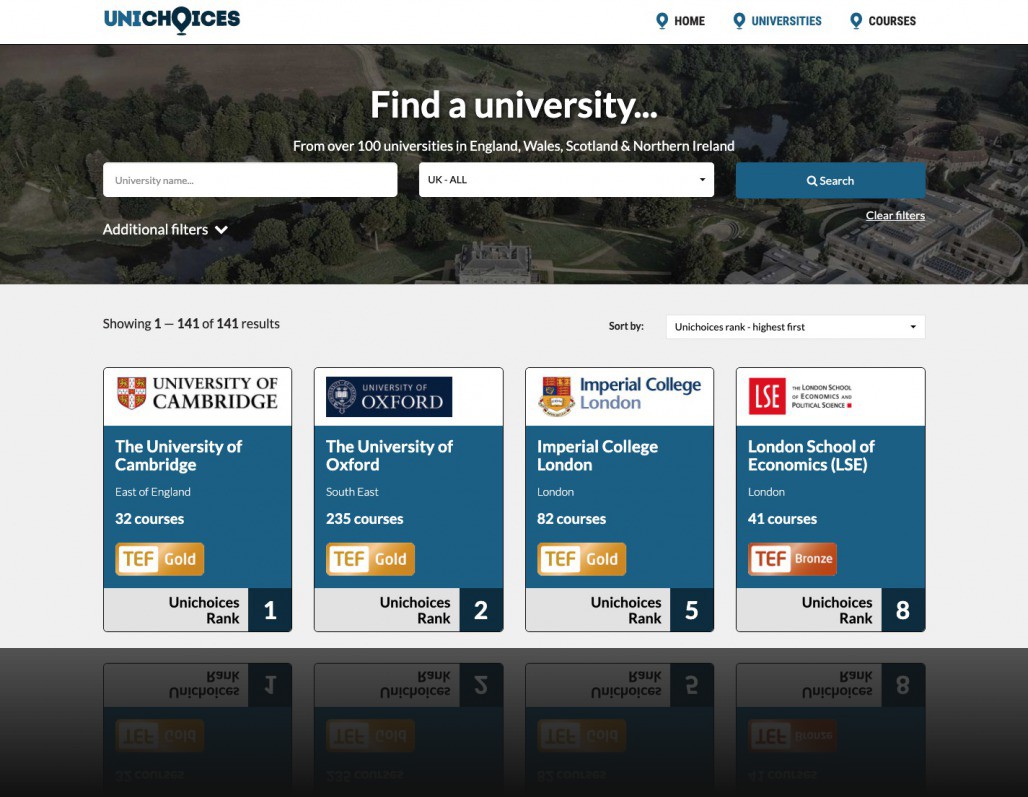 UNICHOICES
HOME
UNIVERSITIES
COURSES
Find a university...
From over 100 universities in England, Wales, Scotland & Northern Ireland
University name...
UK - ALL
Search
Clear filters
Additional filters
Showing 1 — 141 of 141 results
Sort by:
Unichoices rank - highest first
UNIVERSITY OF
CAMBRIDGE
The University of
Cambridge
East of England
32 courses
TEF Gold
Unichoices
Rank
1
UNIVERSITY OF
OXFORD
The University of
Oxford
South East
235 courses
TEF Gold
Unichoices
Rank
2
Imperial College
London
Imperial College
London
London
82 courses
TEF Gold
Unichoices
Rank
5
LSE
THE LONDON SCHOOL
OF ECONOMICS AND
POLITICAL SCIENCE
London School of
Economics (LSE)
London
41 courses
TEF Bronze
Unichoices
Rank
8